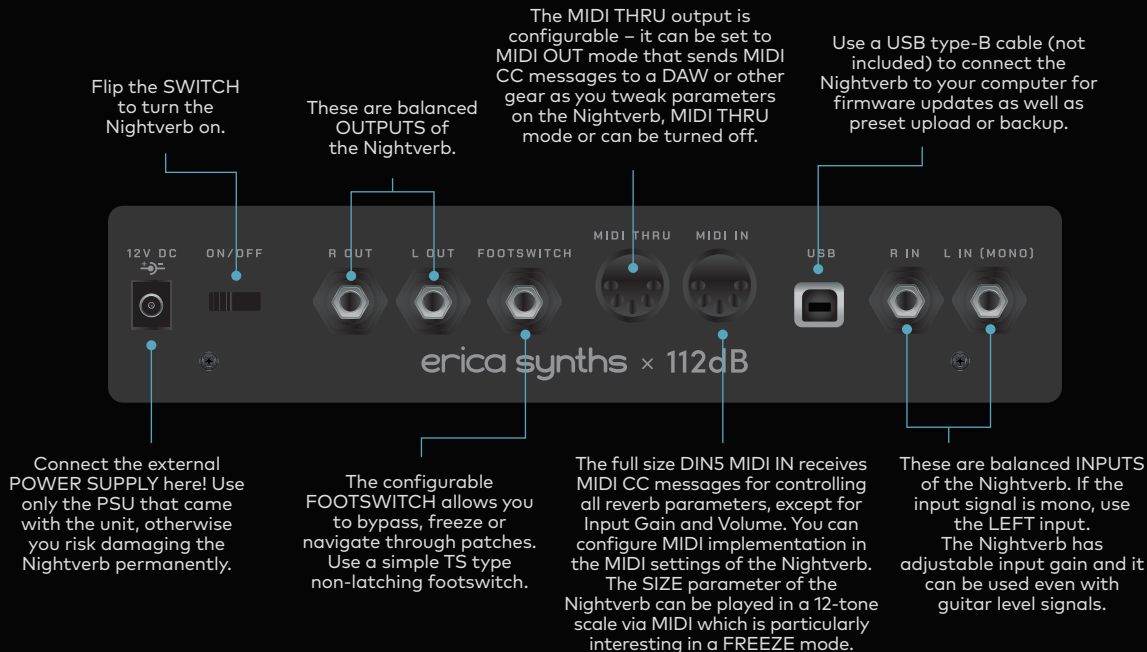 Flip the SWITCH
to turn the
Nightverb on.
These are balanced
OUTPUTS of
the Nightverb.
The MIDI THRU output is
configurable – it can be set to
MIDI OUT mode that sends MIDI
CC messages to a DAW or other
gear as you tweak parameters
on the Nightverb, MIDI THRU
mode or can be turned off.
Use a USB type-B cable (not
included) to connect the
Nightverb to your computer for
firmware updates as well as
preset upload or backup.
12V DC
ON/OFF
R OUT
L OUT
FOOTSWITCH
MIDI THRU
MIDI IN
USB
R IN
L IN (MONO)
erica synths × 112dB
Connect the external
POWER SUPPLY here! Use
only the PSU that came
with the unit, otherwise
you risk damaging the
Nightverb permanently.
The configurable
FOOTSWITCH allows you
to bypass, freeze or
navigate through patches.
Use a simple TS type
non-latching footswitch.
The full size DIN5 MIDI IN receives
MIDI CC messages for controlling
all reverb parameters, except for
Input Gain and Volume. You can
configure MIDI implementation in
the MIDI settings of the Nightverb.
The SIZE parameter of the
Nightverb can be played in a 12-tone
scale via MIDI which is particularly
interesting in a FREEZE mode.
These are balanced INPUTS
of the Nightverb. If the
input signal is mono, use
the LEFT input.
The Nightverb has
adjustable input gain and it
can be used even with
guitar level signals.